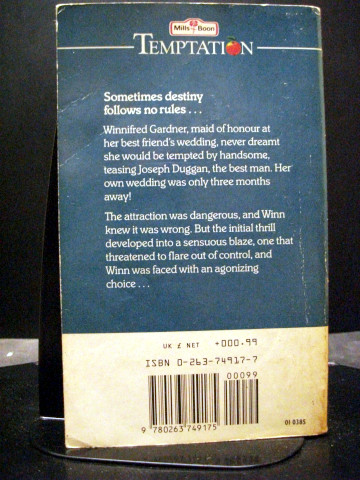 Mills & Boon
TEMPTATION
Sometimes destiny
follows no rules . . .
Winnifred Gardner, maid of honour at
her best friend's wedding, never dreamt
she would be tempted by handsome,
teasing Joseph Duggan, the best man. Her
own wedding was only three months
away!
The attraction was dangerous, and Winn
knew it was wrong. But the initial thrill
developed into a sensuous blaze, one that
threatened to flare out of control, and
Winn was faced with an agonizing
choice . . .
UK £ NET +000.99
ISBN 0-263-74917-7
00099
9 780263 749175
01 0385